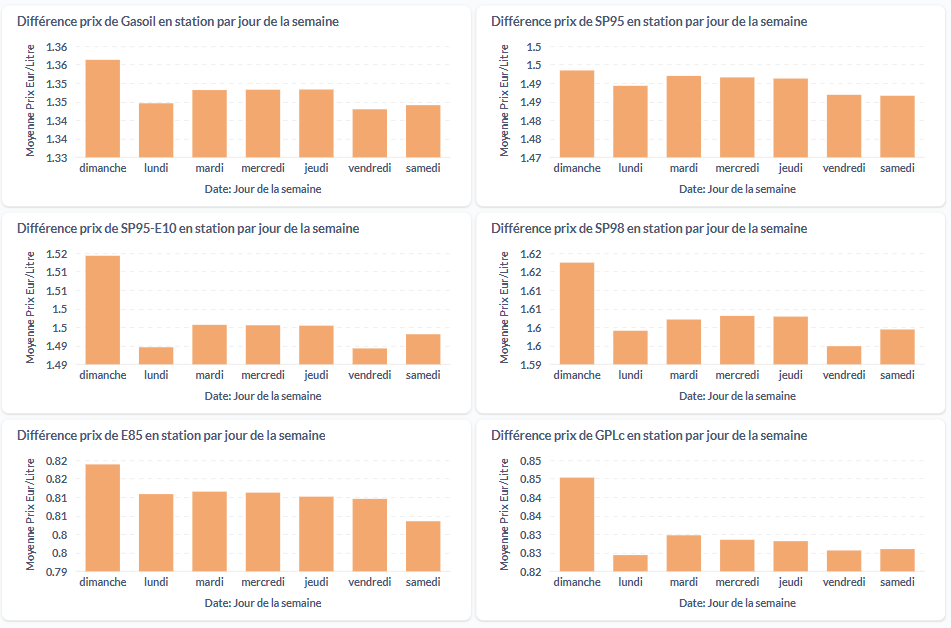 Différence prix de Gasoil en station par jour de la semaine
Moyenne Prix Eur/Litre
1.36
1.36
1.35
1.35
1.34
1.34
1.33
dimanche lundi mardi mercredi jeudi vendredi samedi
Date: Jour de la semaine
Différence prix de SP95 en station par jour de la semaine
Moyenne Prix Eur/Litre
1.5
1.5
1.49
1.49
1.48
1.48
1.47
dimanche lundi mardi mercredi jeudi vendredi samedi
Date: Jour de la semaine
Différence prix de SP95-E10 en station par jour de la semaine
Moyenne Prix Eur/Litre
1.52
1.51
1.51
1.5
1.5
1.49
1.49
dimanche lundi mardi mercredi jeudi vendredi samedi
Date: Jour de la semaine
Différence prix de SP98 en station par jour de la semaine
Moyenne Prix Eur/Litre
1.62
1.62
1.61
1.61
1.6
1.6
1.59
dimanche lundi mardi mercredi jeudi vendredi samedi
Date: Jour de la semaine
Différence prix de E85 en station par jour de la semaine
Moyenne Prix Eur/Litre
0.82
0.82
0.81
0.81
0.8
0.8
0.79
dimanche lundi mardi mercredi jeudi vendredi samedi
Date: Jour de la semaine
Différence prix de GPLc en station par jour de la semaine
Moyenne Prix Eur/Litre
0.85
0.85
0.84
0.84
0.83
0.83
0.82
dimanche lundi mardi mercredi jeudi vendredi samedi
Date: Jour de la semaine